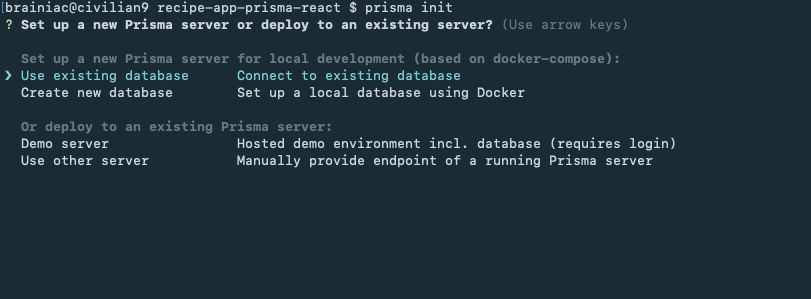 brainiac@civilian9 recipe-app-prisma-react $ prisma init
? Set up a new Prisma server or deploy to an existing server? (Use arrow keys)
Set up a new Prisma server for local development (based on docker-compose):
❯ Use existing database Connect to existing database
Create new database Set up a local database using Docker
Or deploy to an existing Prisma server:
Demo server Hosted demo environment incl. database (requires login)
Use other server Manually provide endpoint of a running Prisma server